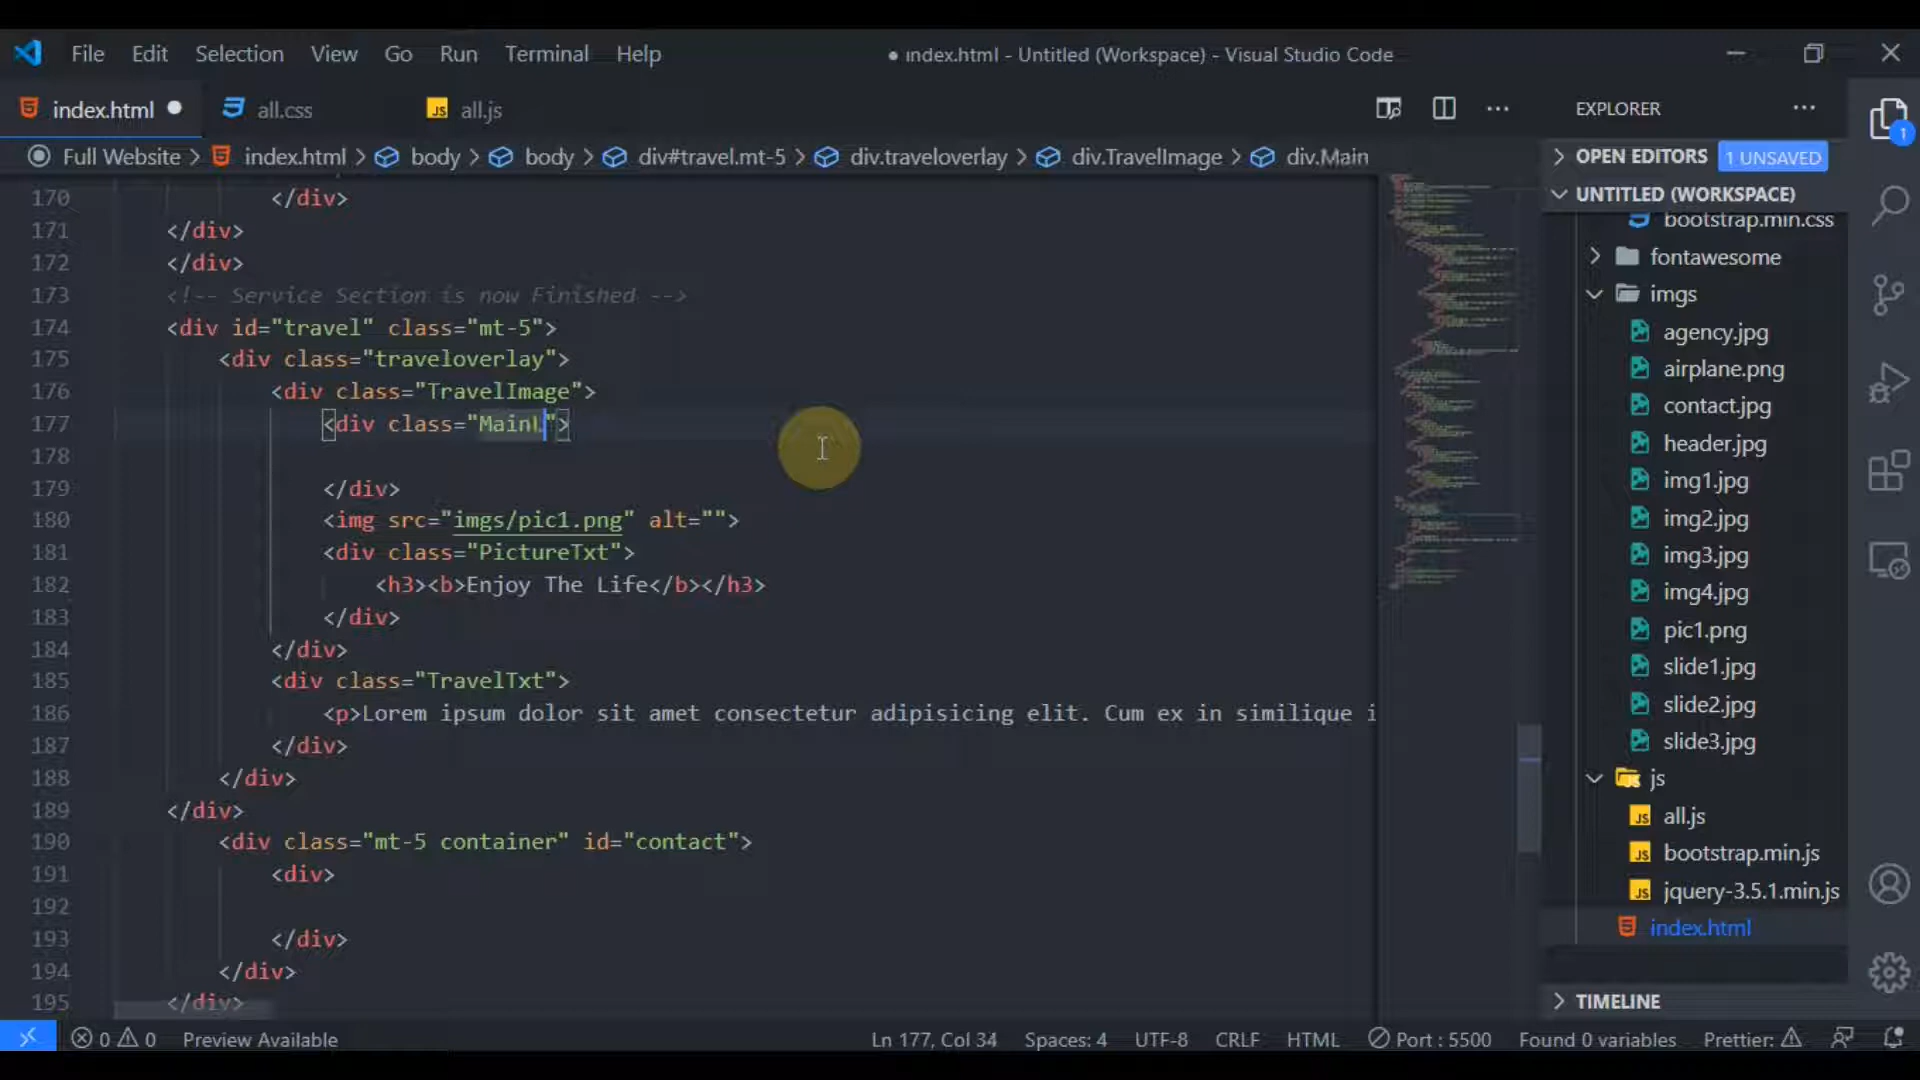 File Edit Selection View Go Run Terminal Help
● index.html - Untitled (Workspace) - Visual Studio Code
index.html ●
all.css
JS all.js
EXPLORER
1
Full Website > index.html > body > body > div#travel.mt-5 > div.traveloverlay > div.TravelImage > div.Main
OPEN EDITORS 1 UNSAVED
UNTITLED (WORKSPACE)
170 </div>
171 </div>
172 </div>
173 <!-- Service Section is now Finished -->
174 <div id="travel" class="mt-5">
175 <div class="traveloverlay">
176 <div class="TravelImage">
177 <div class="Main">
178
179 </div>
180 <img src="imgs/pic1.png" alt="">
181 <div class="PictureTxt">
182 <h3><b>Enjoy The Life</b></h3>
183 </div>
184 </div>
185 <div class="TravelTxt">
186 <p>Lorem ipsum dolor sit amet consectetur adipisicing elit. Cum ex in similique i
187 </div>
188 </div>
189 </div>
190 <div class="mt-5 container" id="contact">
191 <div>
192
193 </div>
194 </div>
195 </div>
bootstrap.min.css
fontawesome
imgs
agency.jpg
airplane.png
contact.jpg
header.jpg
img1.jpg
img2.jpg
img3.jpg
img4.jpg
pic1.png
slide1.jpg
slide2.jpg
slide3.jpg
js
JS all.js
JS bootstrap.min.js
JS jquery-3.5.1.min.js
index.html
TIMELINE
0 0 Preview Available
Ln 177, Col 34 Spaces: 4 UTF-8 CRLF HTML Port : 5500 Found 0 variables Prettier: